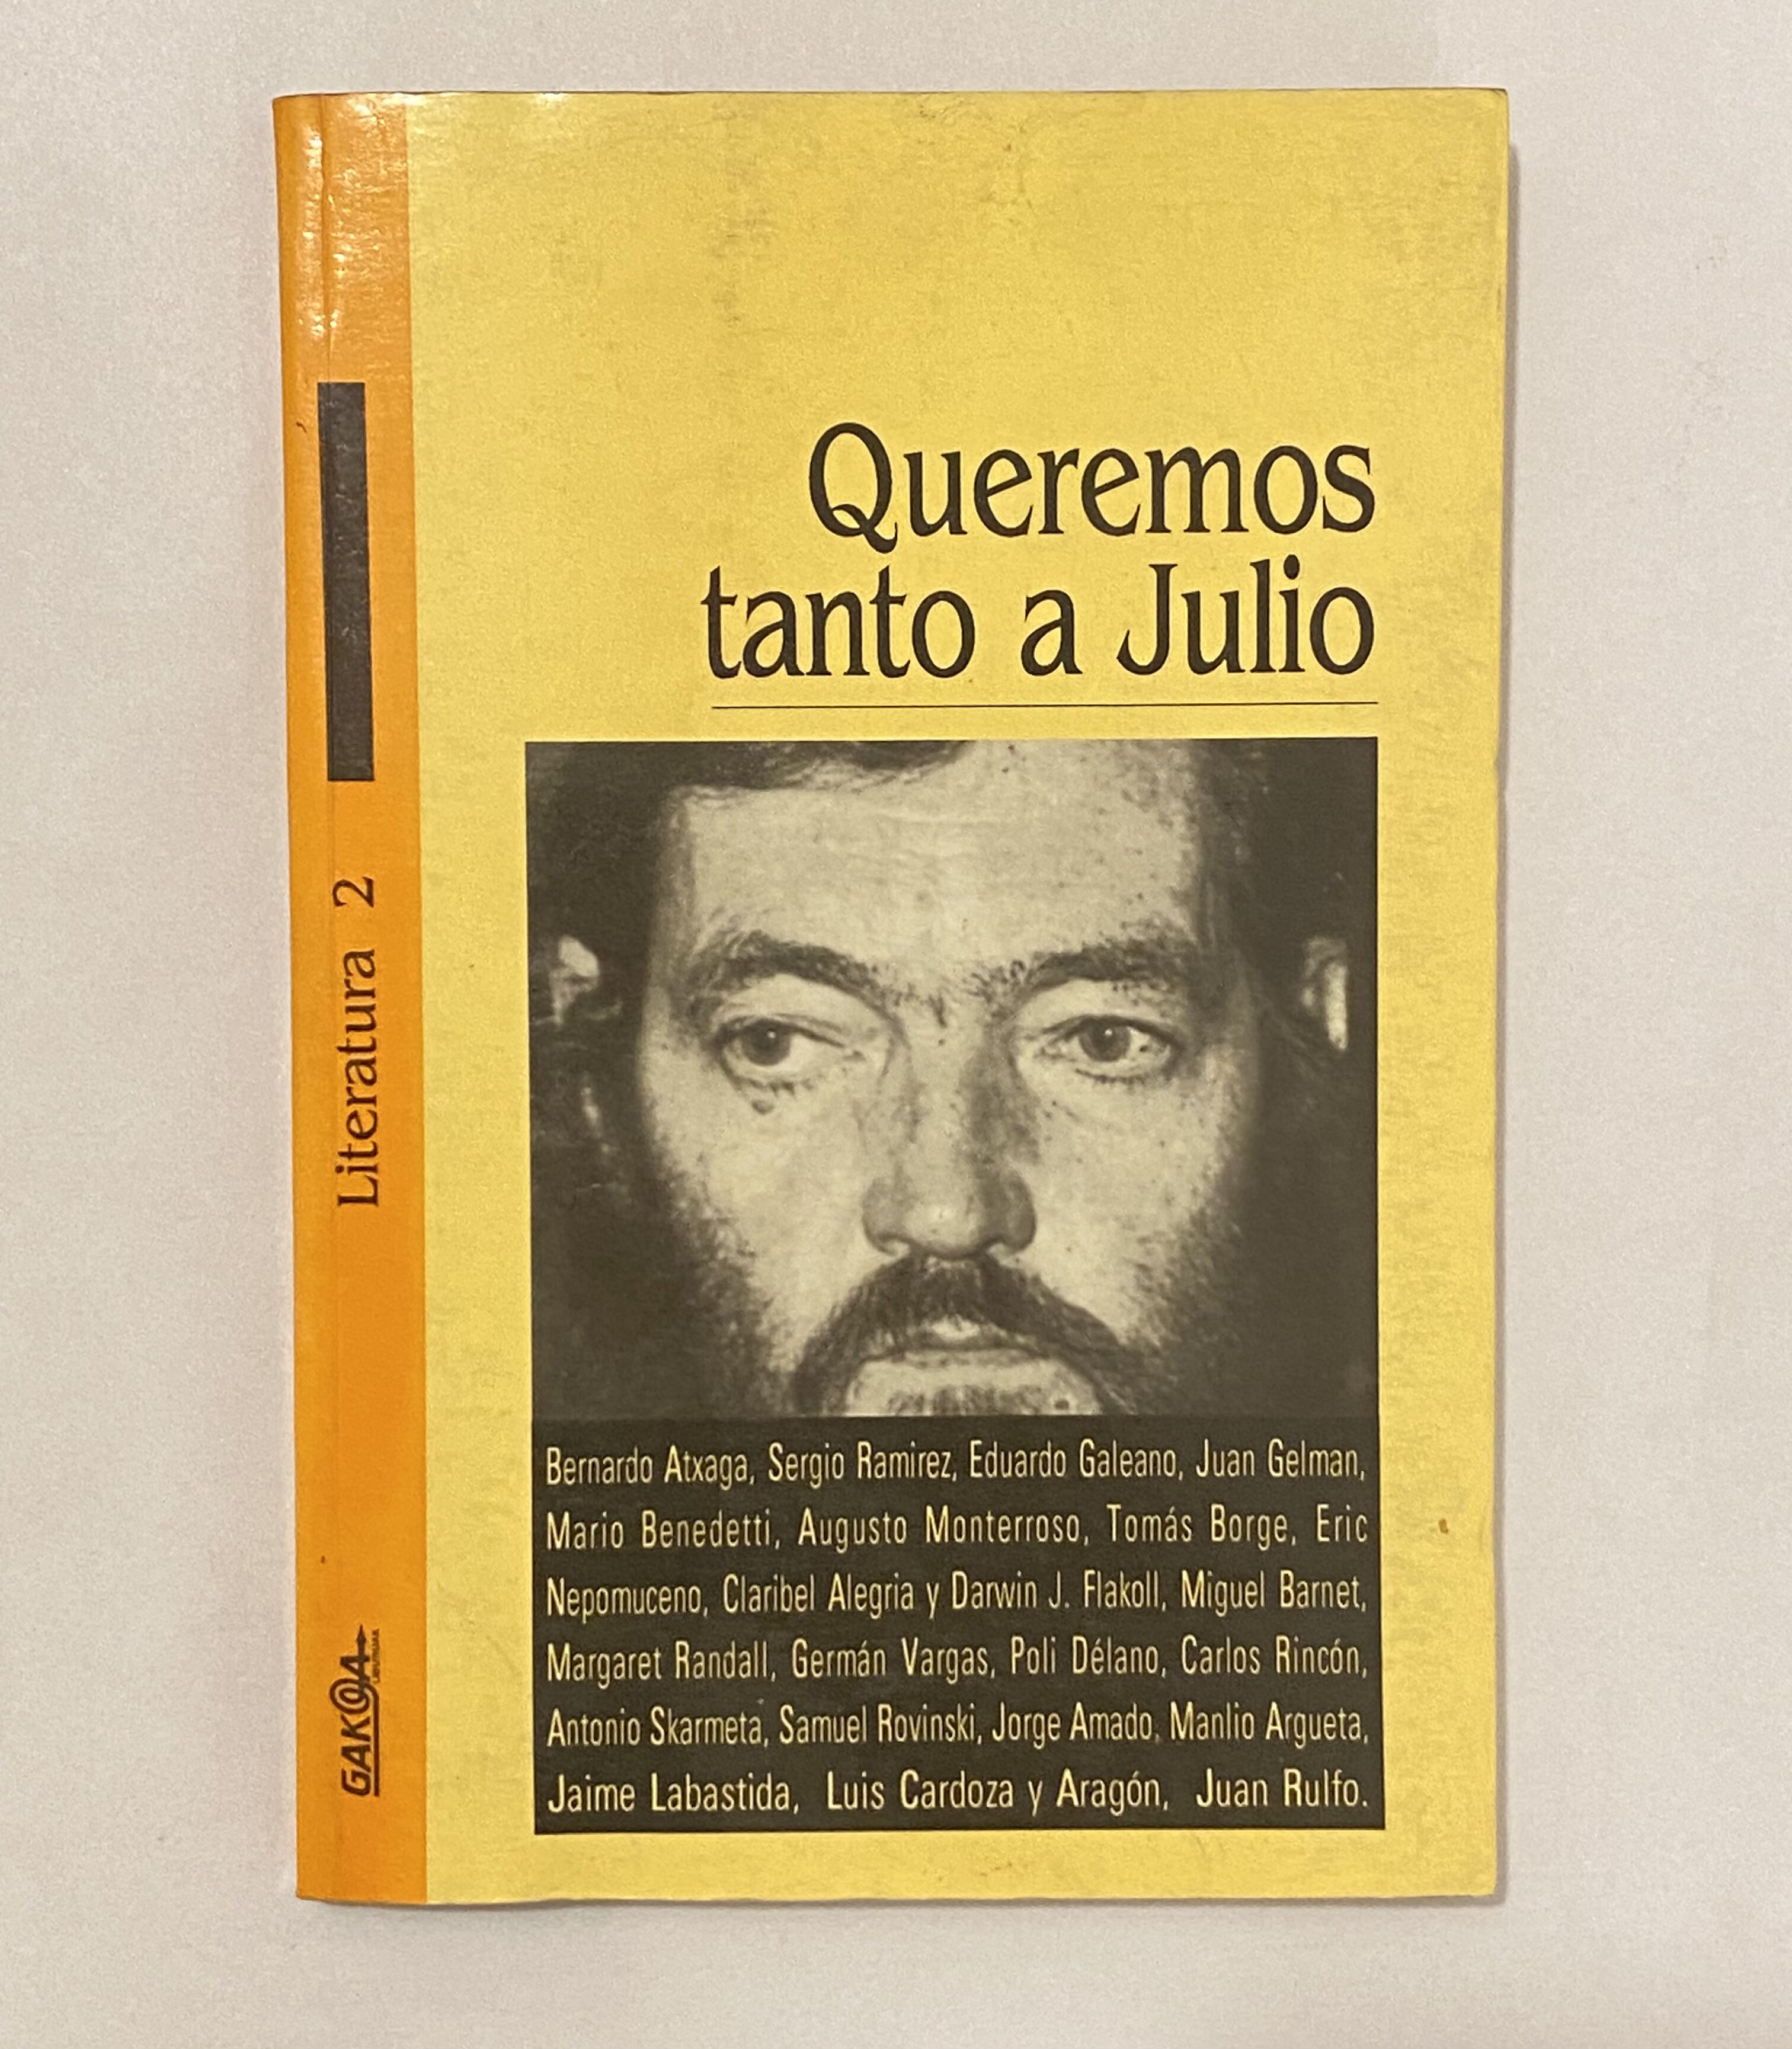 Queremos
tanto a Julio
Bernardo Atxaga, Sergio Ramirez, Eduardo Galeano, Juan Gelman,
Mario Benedetti, Augusto Monterroso, Tomás Borge, Eric
Nepomuceno, Claribel Alegria y Darwin J. Flakoll, Miguel Barnet,
Margaret Randall, Germán Vargas, Poli Délano, Carlos Rincón,
Antonio Skarmeta, Samuel Rovinski, Jorge Amado, Manlio Argueta,
Jaime Labastida, Luis Cardoza y Aragón, Juan Rulfo.
Literatura 2
GAKOA